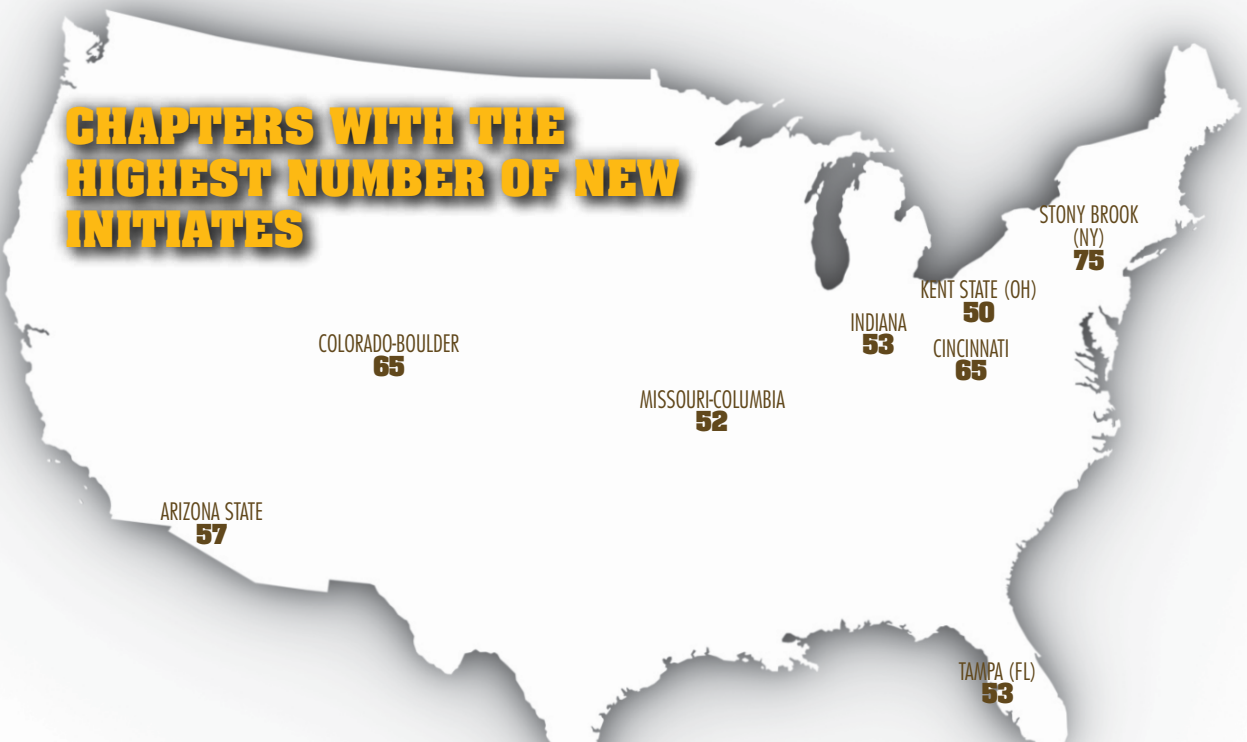 CHAPTERS WITH THE
HIGHEST NUMBER OF NEW
INITIATES
STONY BROOK
(NY)
75
KENT STATE (OH)
50
INDIANA
53
CINCINNATI
65
COLORADO-BOULDER
65
MISSOURI-COLUMBIA
52
ARIZONA STATE
57
TAMPA (FL)
53